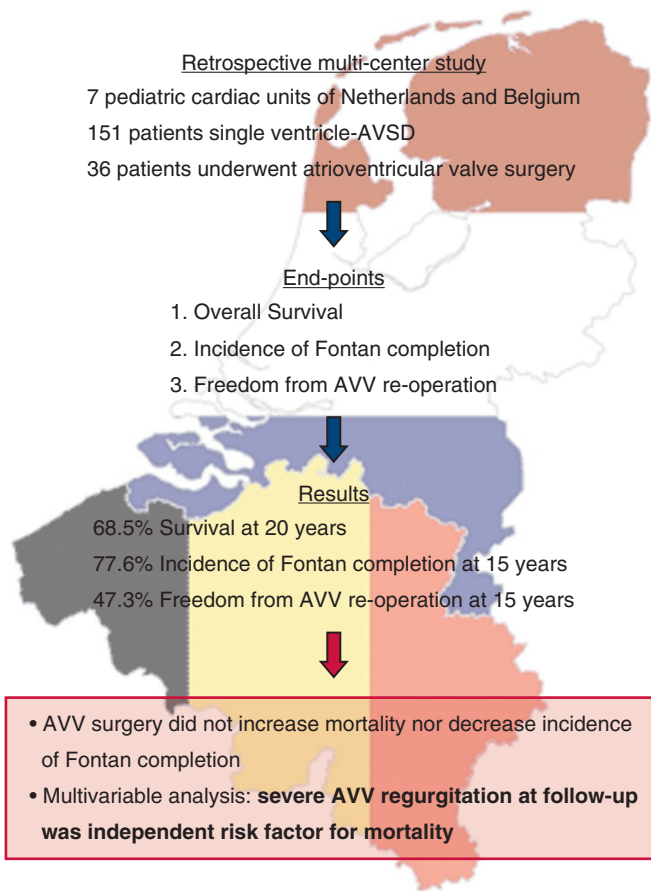 Retrospective multi-center study
7 pediatric cardiac units of Netherlands and Belgium
151 patients single ventricle-AVSD
36 patients underwent atrioventricular valve surgery
End-points
1. Overall Survival
2. Incidence of Fontan completion
3. Freedom from AVV re-operation
Results
68.5% Survival at 20 years
77.6% Incidence of Fontan completion at 15 years
47.3% Freedom from AVV re-operation at 15 years
• AVV surgery did not increase mortality nor decrease incidence
of Fontan completion
• Multivariable analysis: severe AVV regurgitation at follow-up
was independent risk factor for mortality